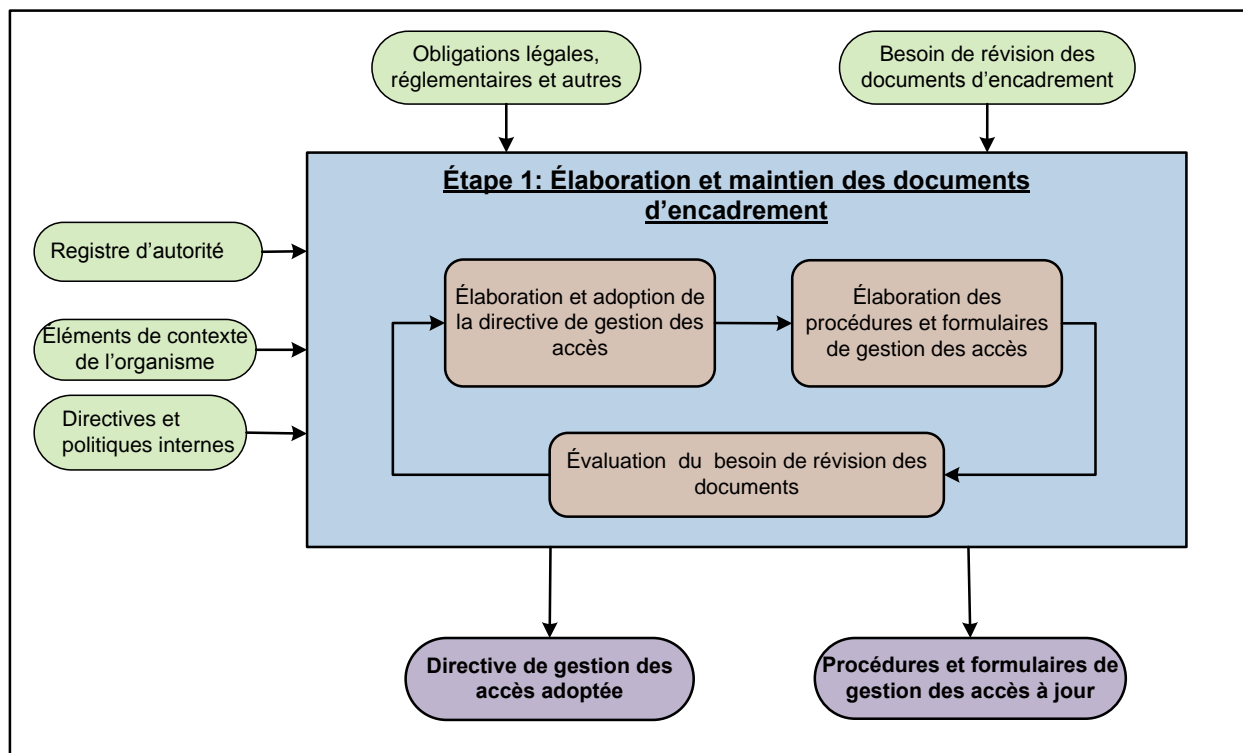 Obligations légales,
réglementaires et autres
Besoin de révision des
documents d’encadrement
Étape 1: Élaboration et maintien des documents
d’encadrement
Registre d’autorité
Éléments de contexte
de l’organisme
Directives et
politiques internes
Élaboration et adoption de
la directive de gestion des
accès
Élaboration des
procédures et formulaires
de gestion des accès
Évaluation du besoin de révision des
documents
Directive de gestion des
accès adoptée
Procédures et formulaires de
gestion des accès à jour